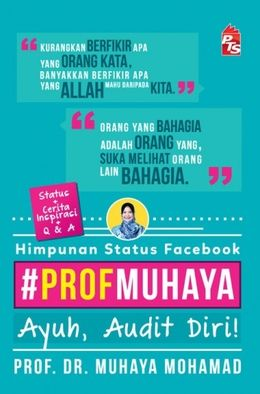 PTS
"KURANGKAN BERFIKIR APA
YANG ORANG KATA,
BANYAKKAN BERFIKIR APA
YANG ALLAH MAHU DARIPADA KITA."
"ORANG YANG BAHAGIA
ADALAH ORANG YANG,
SUKA MELIHAT ORANG
LAIN BAHAGIA."
Status
+ Cerita
Inspirasi
+ Q & A
Himpunan Status Facebook
#PROFMUHAYA
Ayuh, Audit Diri!
PROF. DR. MUHAYA MOHAMAD